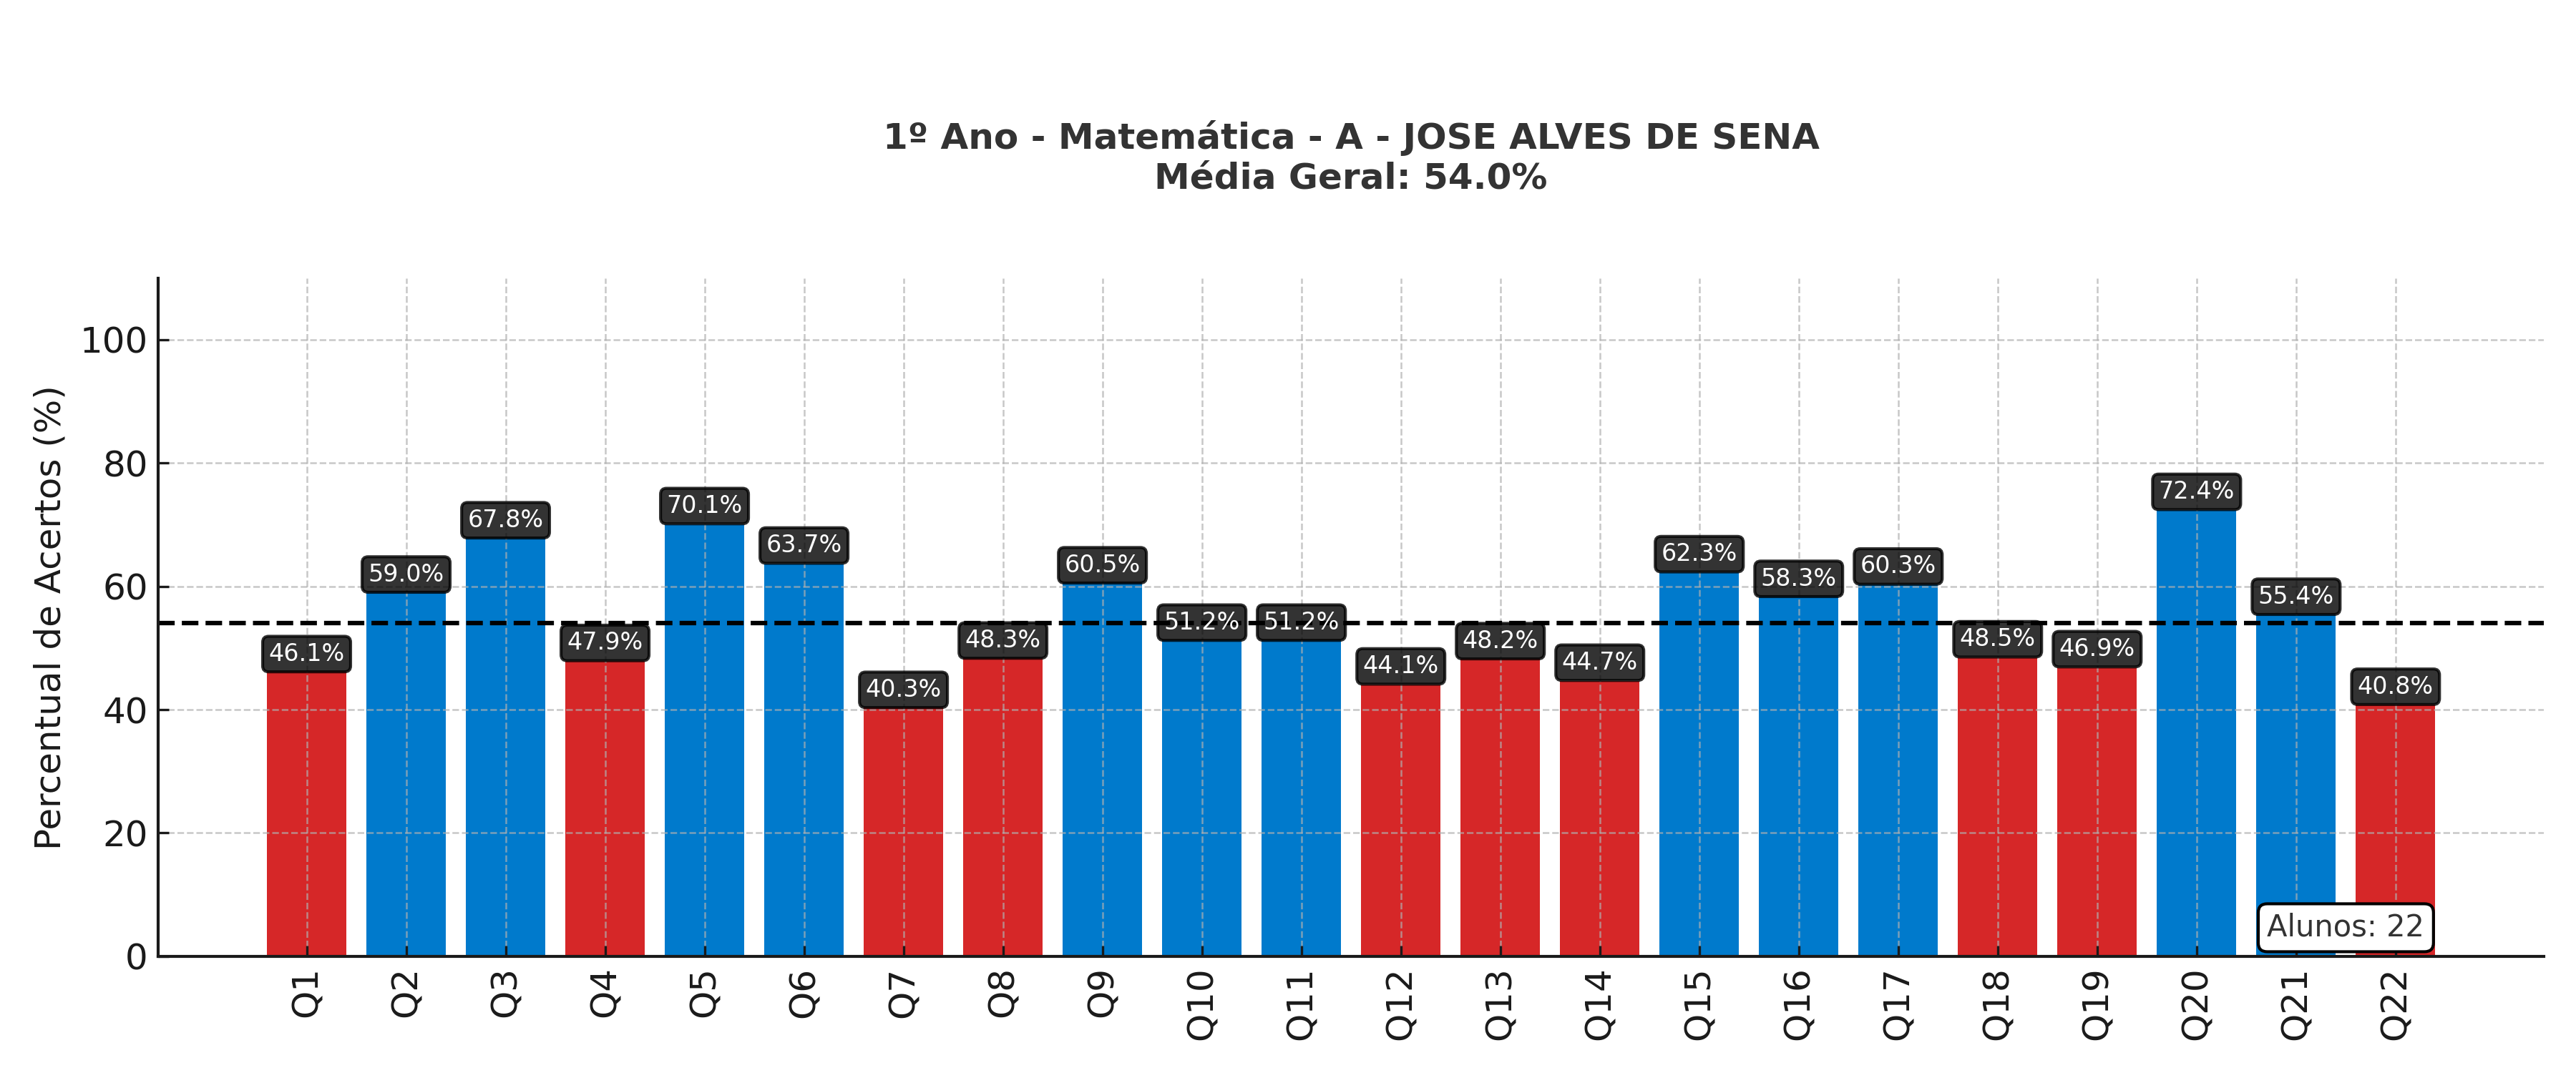 1º Ano - Matemática - A - JOSE ALVES DE SENA
Média Geral: 54.0%
Percentual de Acertos (%)
100
80
60
40
20
0
46.1%
59.0%
67.8%
47.9%
70.1%
63.7%
40.3%
48.3%
60.5%
51.2%
51.2%
44.1%
48.2%
44.7%
62.3%
58.3%
60.3%
48.5%
46.9%
72.4%
55.4%
40.8%
Alunos: 22
Q1
Q2
Q3
Q4
Q5
Q6
Q7
Q8
Q9
Q10
Q11
Q12
Q13
Q14
Q15
Q16
Q17
Q18
Q19
Q20
Q21
Q22